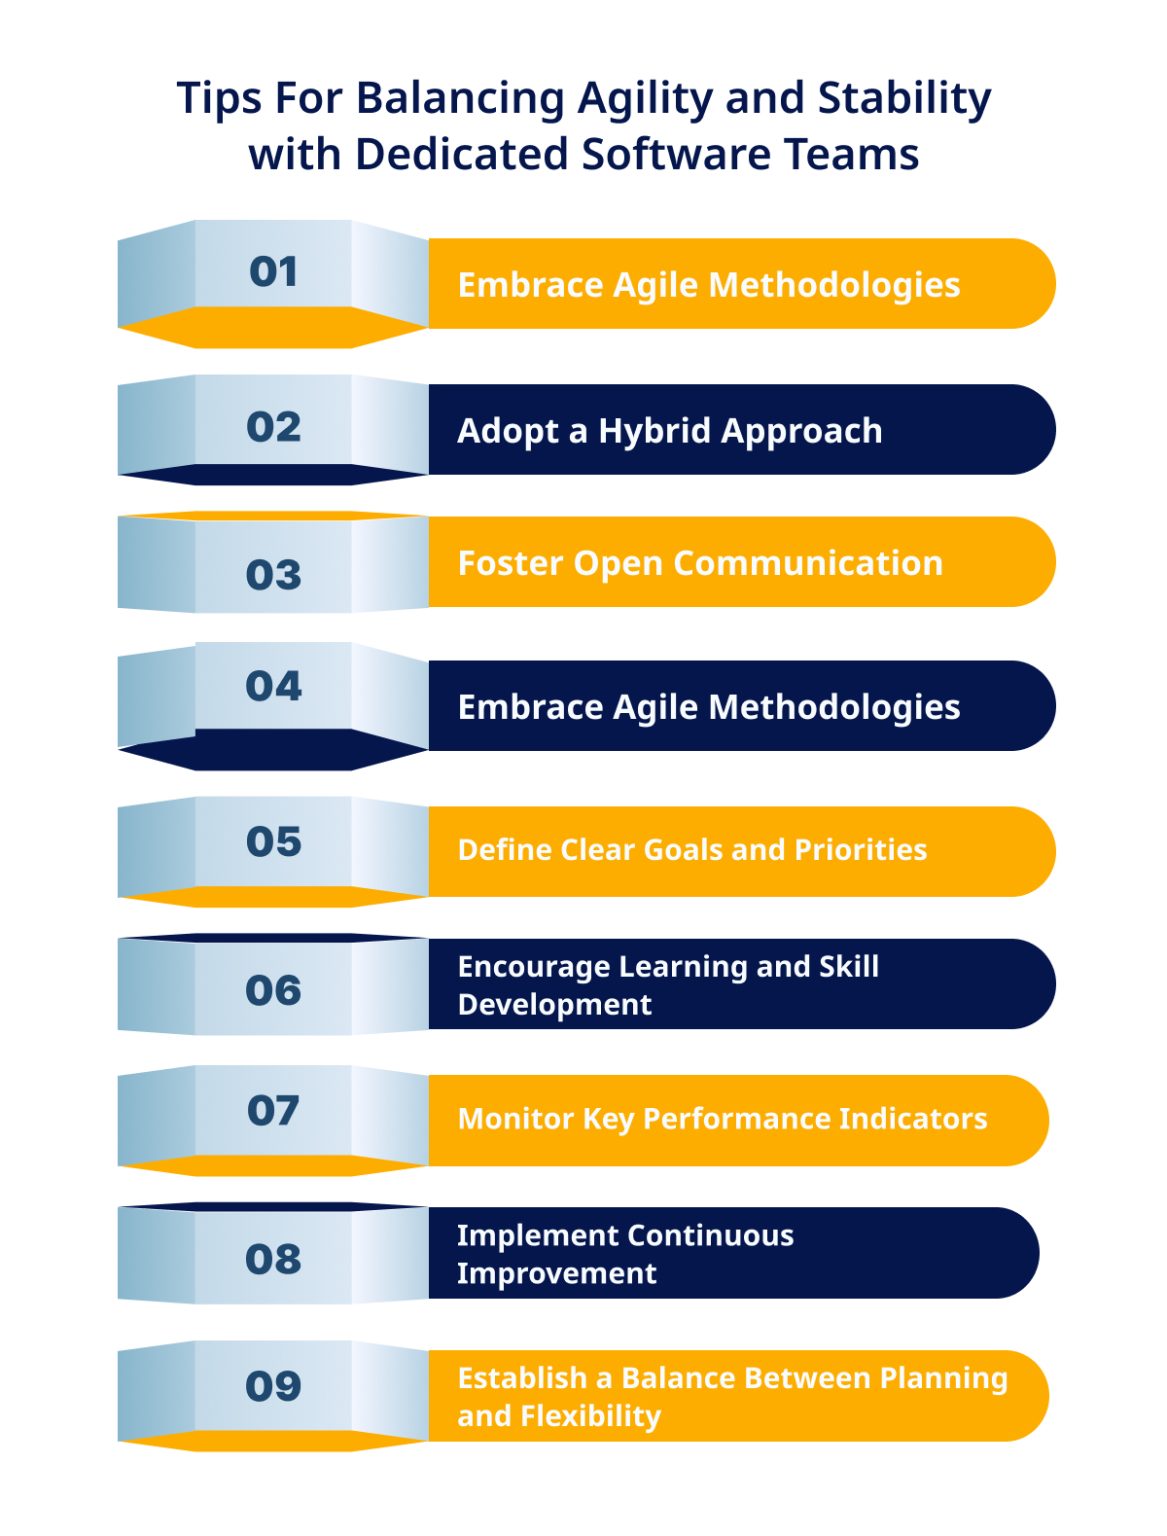 Tips For Balancing Agility and Stability
with Dedicated Software Teams
01
Embrace Agile Methodologies
02
Adopt a Hybrid Approach
03
Foster Open Communication
04
Embrace Agile Methodologies
05
Define Clear Goals and Priorities
06
Encourage Learning and Skill
Development
07
Monitor Key Performance Indicators
08
Implement Continuous
Improvement
09
Establish a Balance Between Planning
and Flexibility